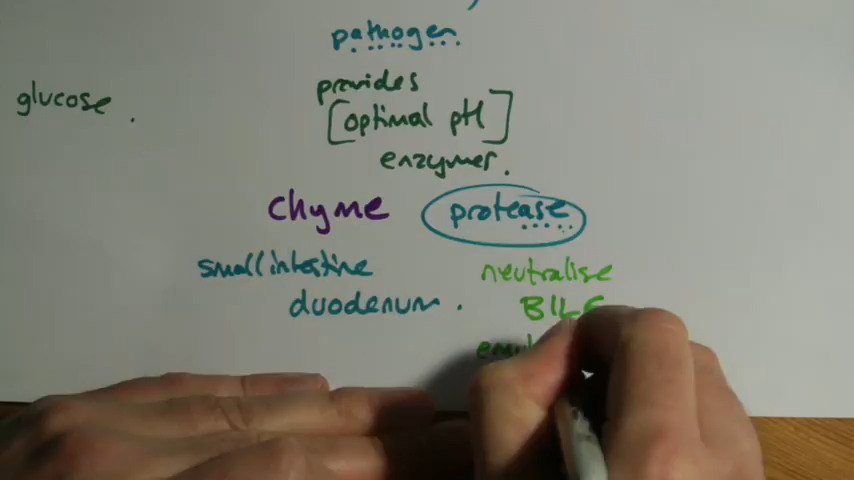 pathogen
glucose.
provides
[optimal pH]
enzymes.
chyme protease
small intestine neutralise
duodenum. BILE